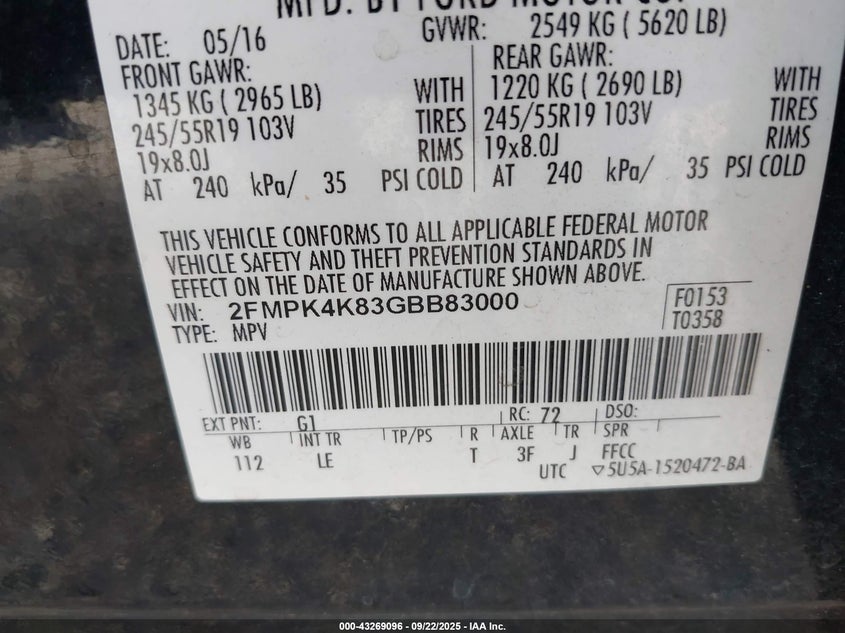 MFD. BY FORD MOTOR CO.
DATE: 05/16 GVWR: 2549 KG ( 5620 LB)
FRONT GAWR: REAR GAWR:
1345 KG ( 2965 LB) WITH 1220 KG ( 2690 LB) WITH
245/55R19 103V TIRES 245/55R19 103V TIRES
19x8.0J RIMS 19x8.0J RIMS
AT 240 kPa/ 35 PSI COLD AT 240 kPa/ 35 PSI COLD
THIS VEHICLE CONFORMS TO ALL APPLICABLE FEDERAL MOTOR
VEHICLE SAFETY AND THEFT PREVENTION STANDARDS IN
EFFECT ON THE DATE OF MANUFACTURE SHOWN ABOVE.
VIN: 2FMPK4K83GBB83000 F0153
TYPE: MPV T0358
EXT PNT: G1 RC: 72 DSO:
WB INT TR TP/PS R AXLE TR SPR
112 LE T 3F J FFCC
UTC ▽5U5A-1520472-BA
000-43269096 - 09/22/2025 - IAA Inc.